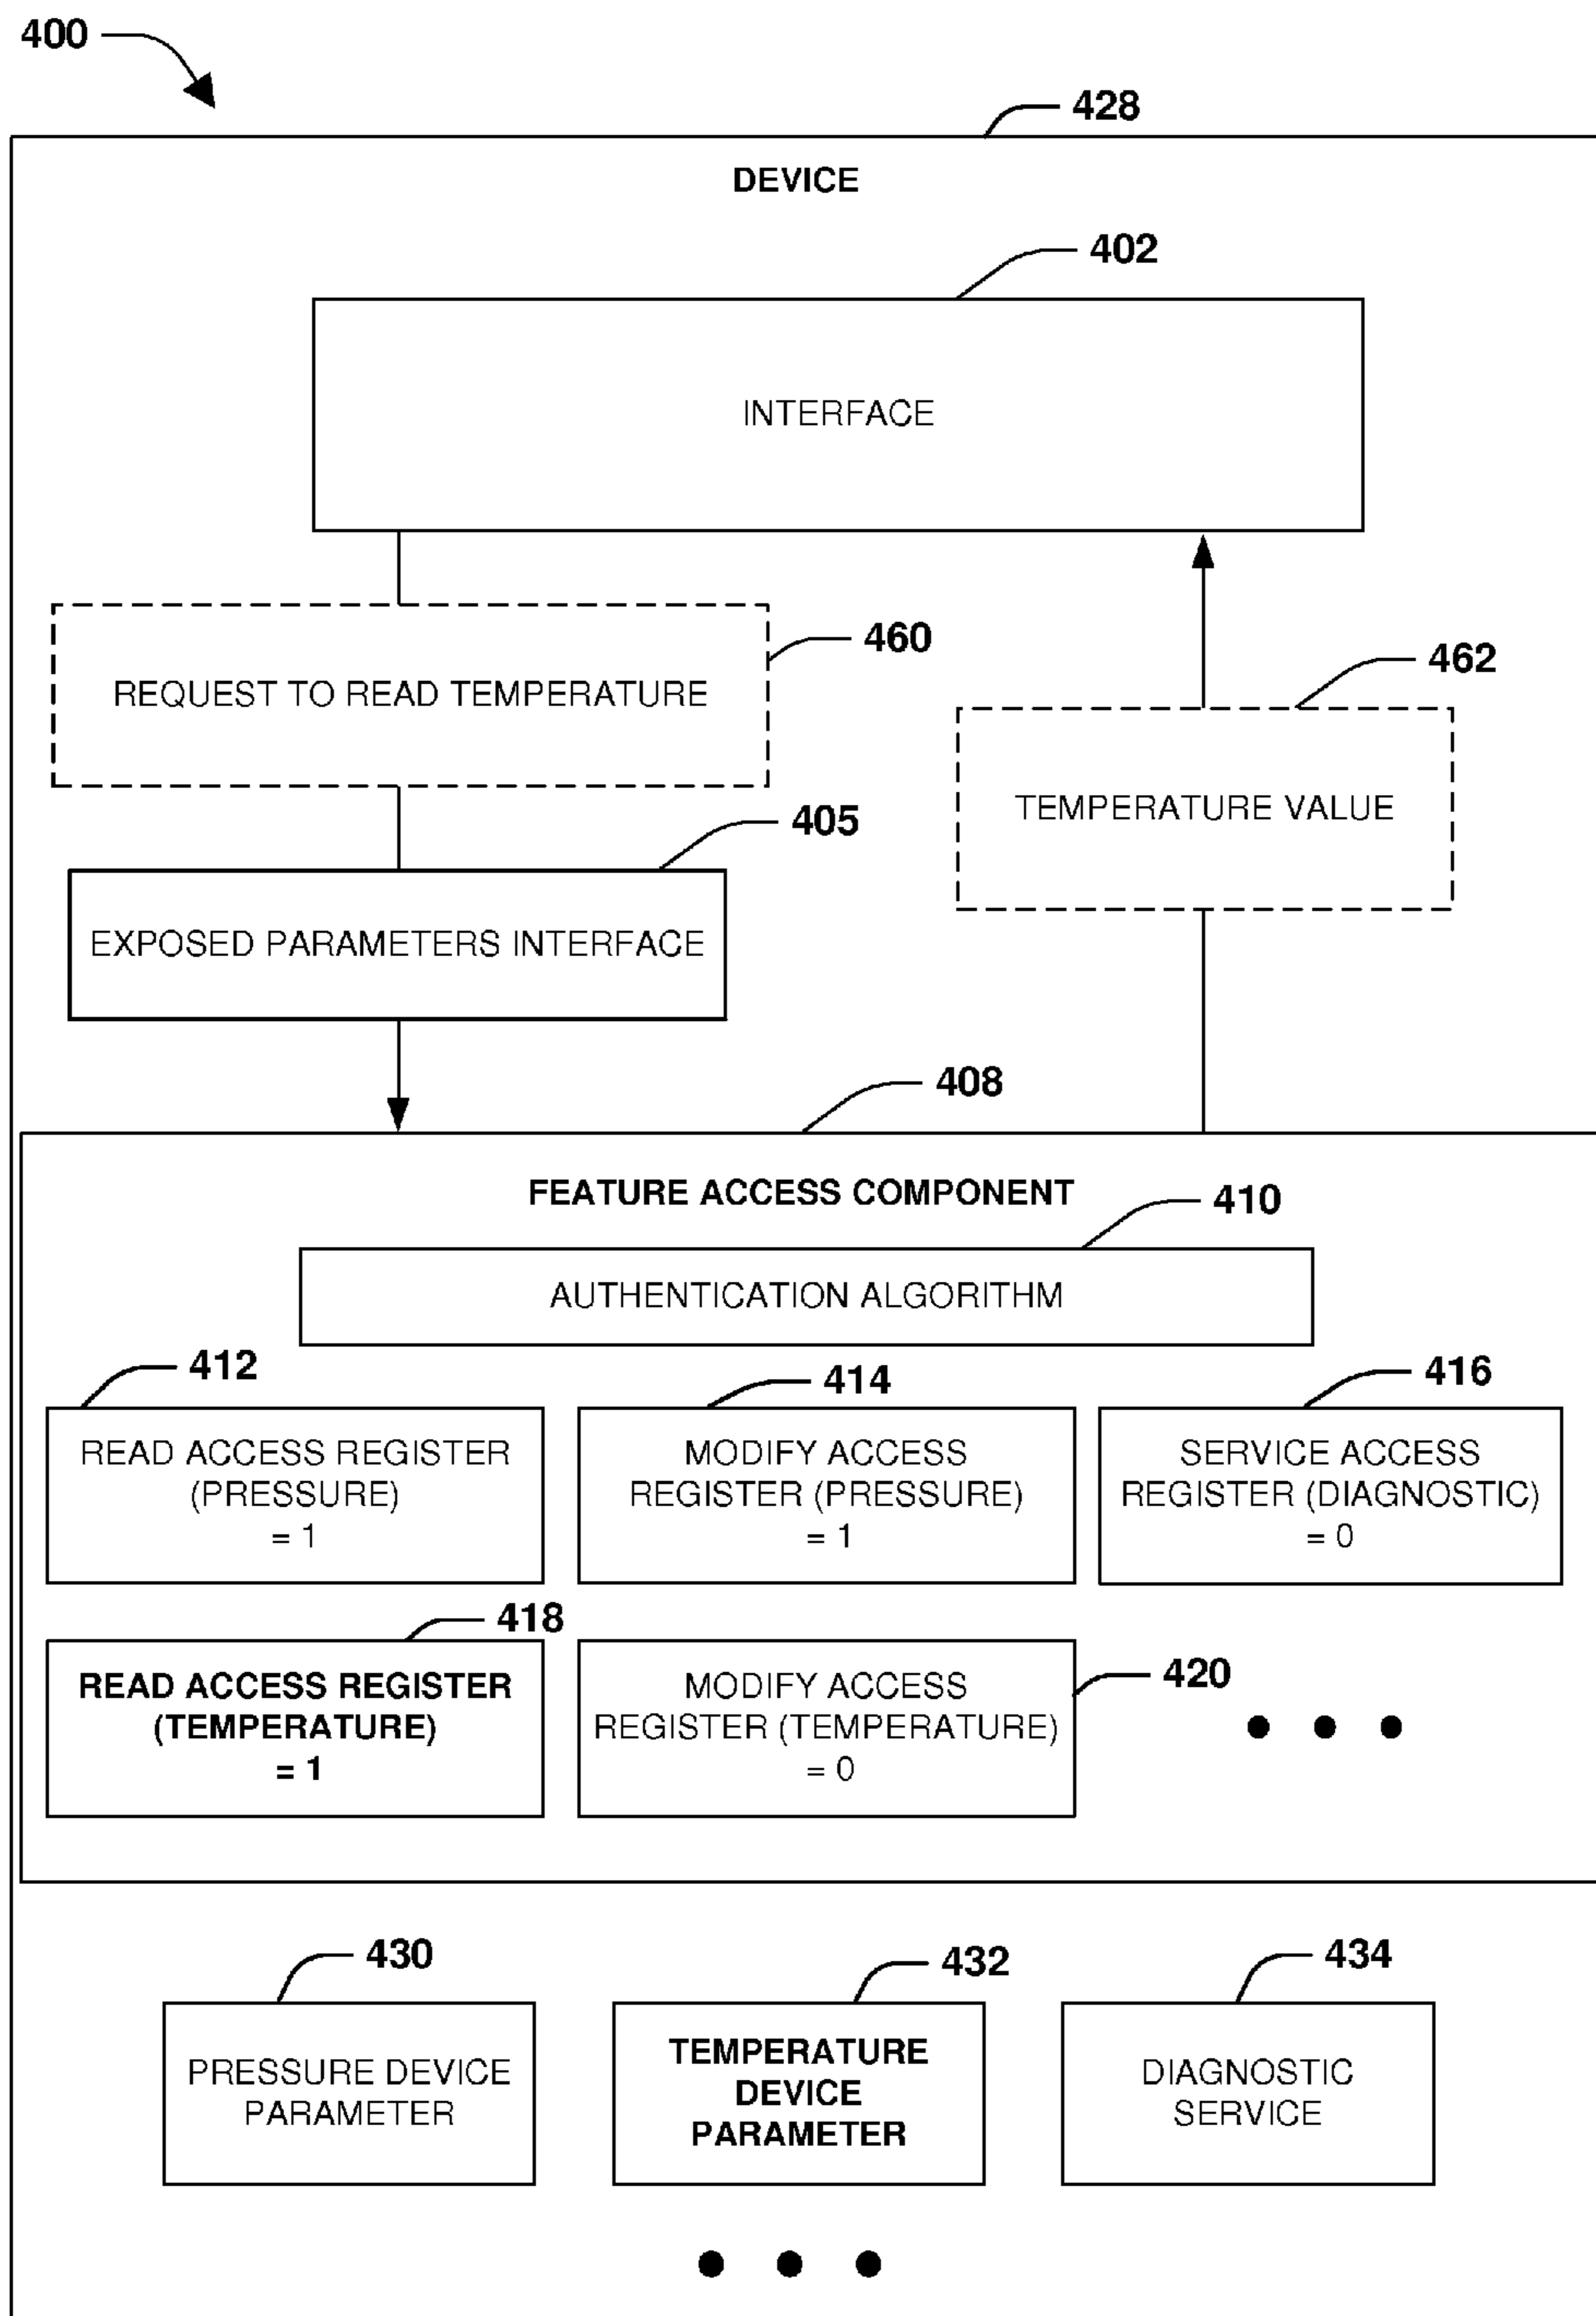 400
428
DEVICE
402
INTERFACE
460
REQUEST TO READ TEMPERATURE
462
TEMPERATURE VALUE
405
EXPOSED PARAMETERS INTERFACE
408
FEATURE ACCESS COMPONENT
410
AUTHENTICATION ALGORITHM
412
READ ACCESS REGISTER
(PRESSURE)
= 1
414
MODIFY ACCESS
REGISTER (PRESSURE)
= 1
416
SERVICE ACCESS
REGISTER (DIAGNOSTIC)
= 0
418
READ ACCESS REGISTER
(TEMPERATURE)
= 1
420
MODIFY ACCESS
REGISTER (TEMPERATURE)
= 0
430
PRESSURE DEVICE
PARAMETER
432
TEMPERATURE
DEVICE
PARAMETER
434
DIAGNOSTIC
SERVICE